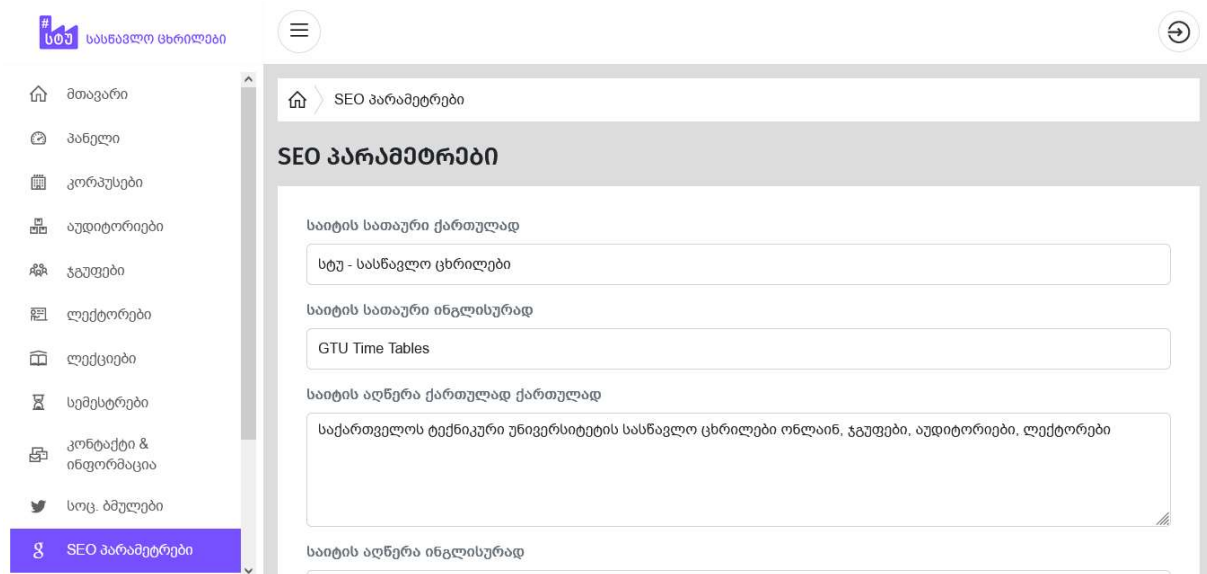 #
სტუ სასწავლო ცხრილები
მთავარი
პანელი
კორპუსები
აუდიტორიები
ჯგუფები
ლექტორები
ლექციები
სემესტრები
კონტაქტი &
ინფორმაცია
სოც. ბმულები
SEO პარამეტრები
SEO პარამეტრები
SEO პარამეტრები
საიტის სათაური ქართულად
სტუ - სასწავლო ცხრილები
საიტის სათაური ინგლისურად
GTU Time Tables
საიტის აღწერა ქართულად ქართულად
საქართველოს ტექნიკური უნივერსიტეტის სასწავლო ცხრილები ონლაინ, ჯგუფები, აუდიტორიები, ლექტორები
საიტის აღწერა ინგლისურად